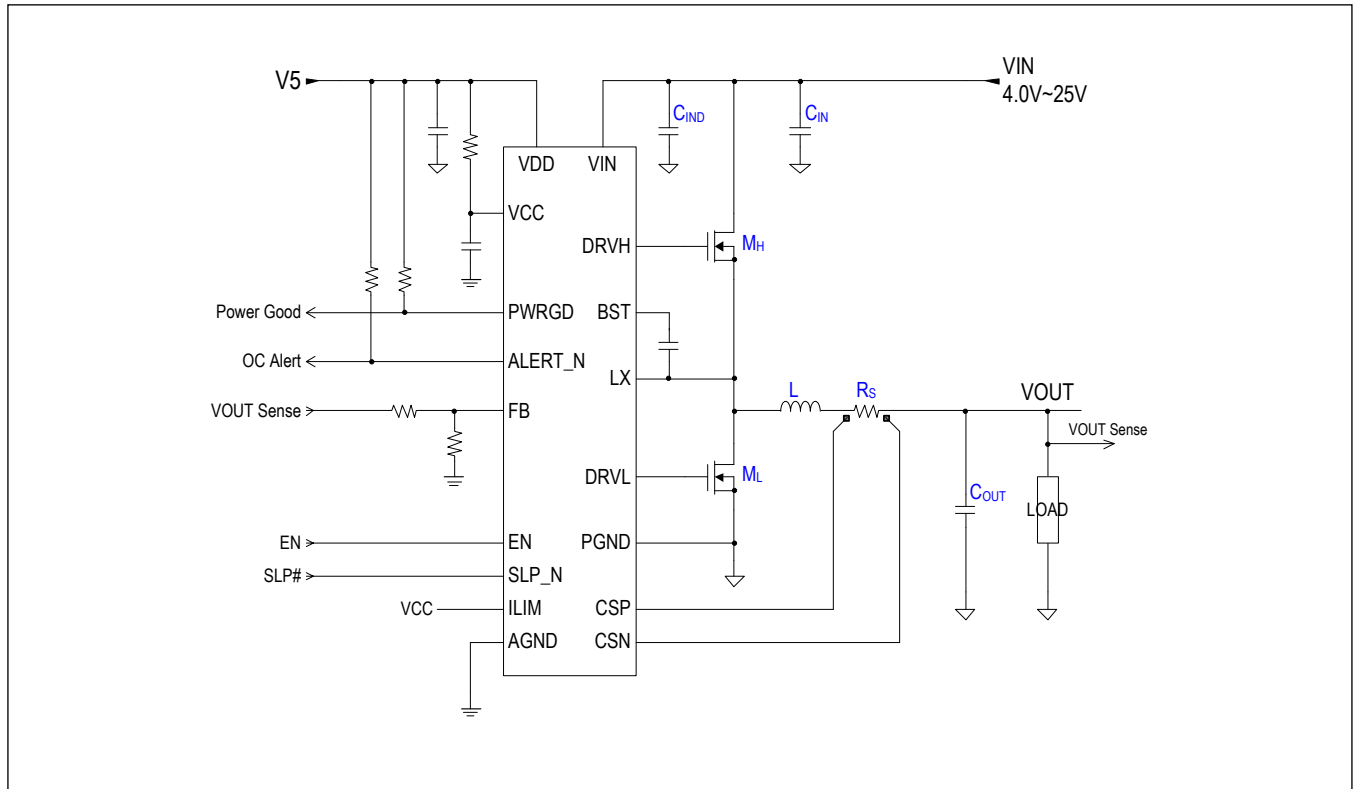 V5
VIN
4.0V~25V
CIND
CIN
VDD
VIN
VCC
DRVH
MH
Power Good
PWRGD
BST
OC Alert
ALERT_N
LX
L
RS
VOUT
VOUT Sense
FB
VOUT Sense
DRVL
ML
COUT
LOAD
EN
EN
PGND
SLP#
SLP_N
VCC
ILIM
CSP
AGND
CSN